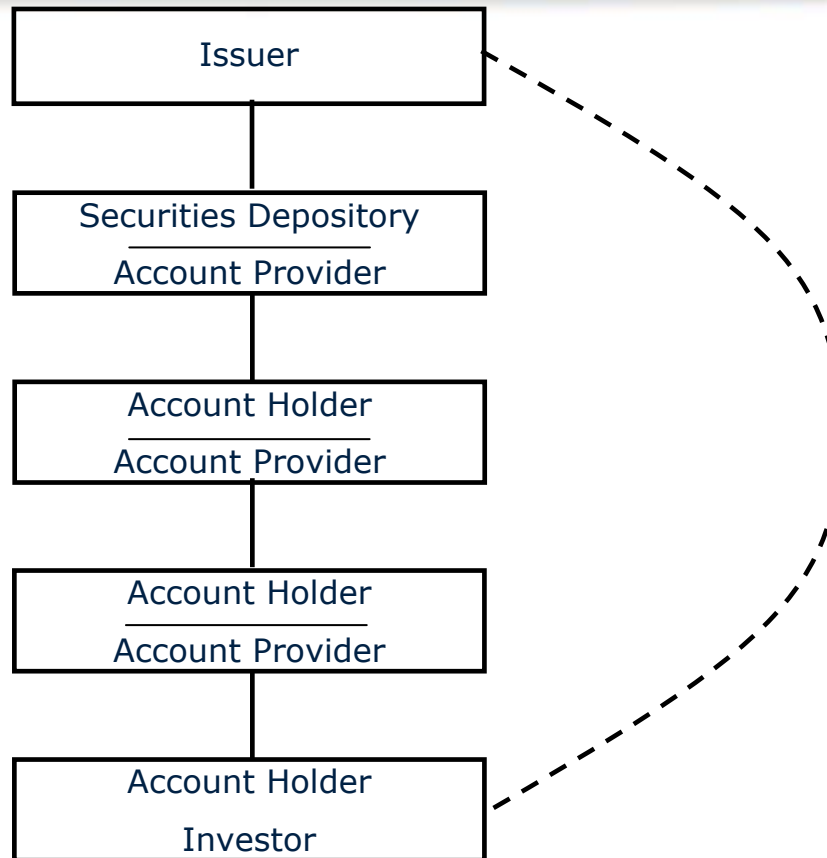 Issuer
Securities Depository
Account Provider
Account Holder
Account Provider
Account Holder
Account Provider
Account Holder
Investor